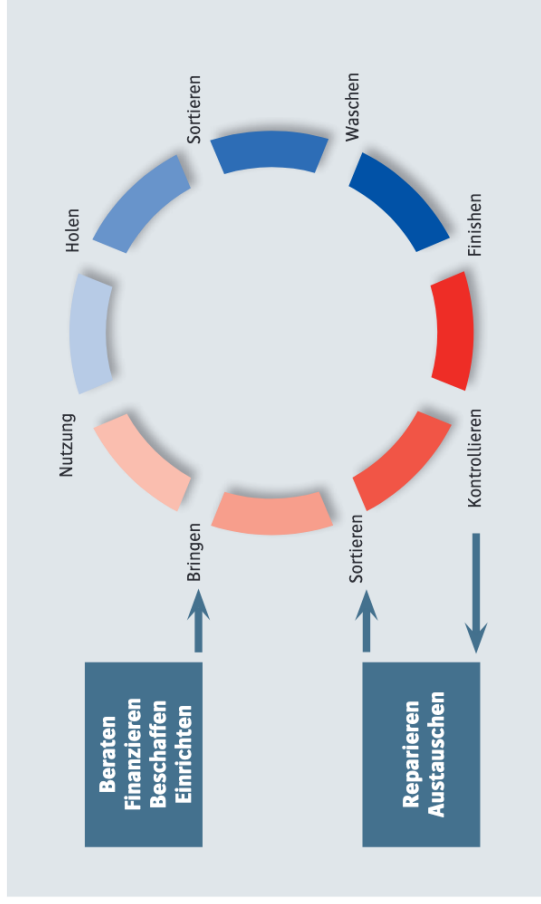 Beraten
Finanzieren
Beschaffen
Einrichten
Bringen
Nutzung
Holen
Sortieren
Waschen
Finishen
Kontrollieren
Sortieren
Reparieren
Austauschen